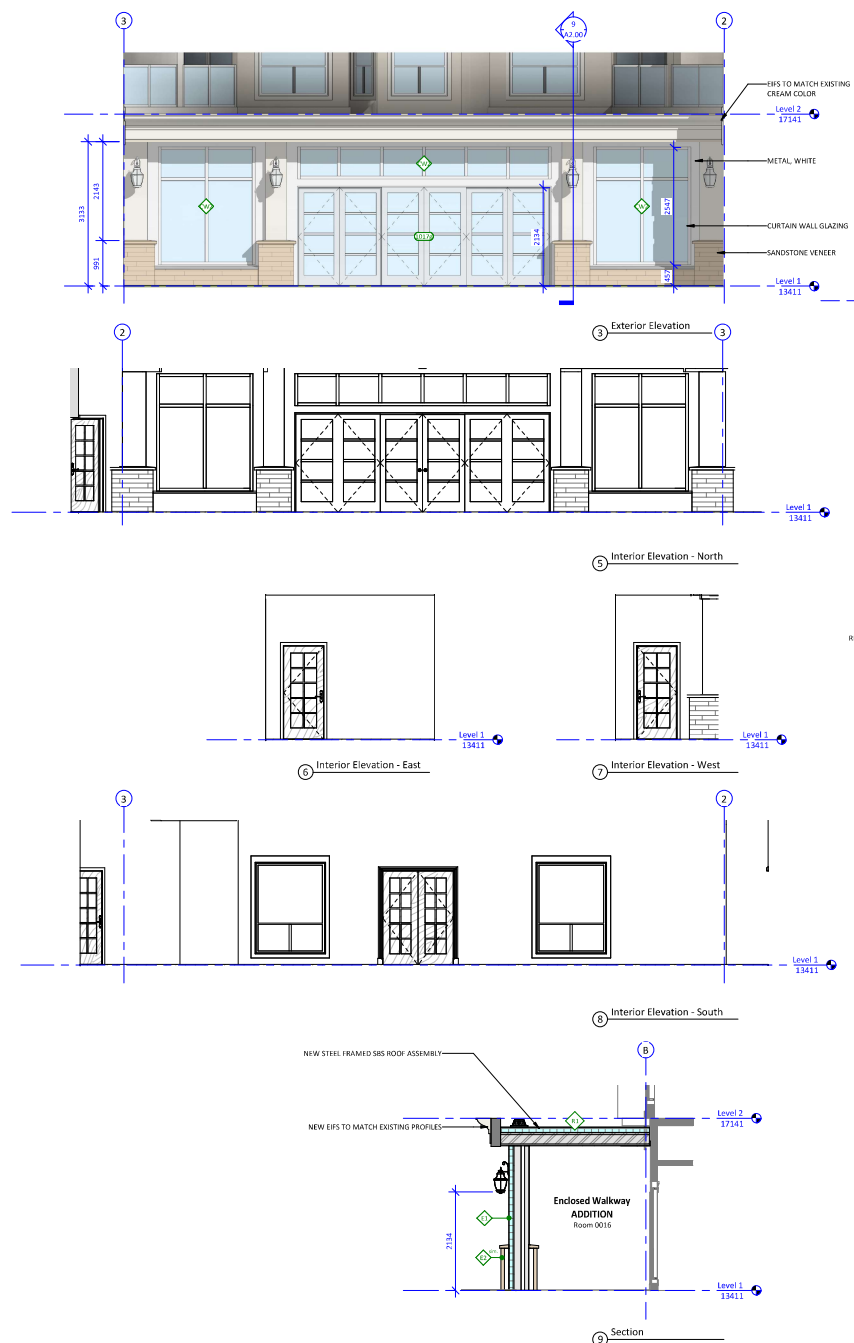 3
9
A2.00
2
EIFS TO MATCH EXISTING
CREAM COLOR
Level 2
17141
METAL, WHITE
W
W
W
2143
3133
2547
2134
CURTAIN WALL GLAZING
991
457
SANDSTONE VENEER
Level 1
13411
3 Exterior Elevation
2
3
Level 1
13411
5 Interior Elevation - North
R
Level 1
13411
Level 1
13411
6 Interior Elevation - East
7 Interior Elevation - West
3
2
Level 1
13411
8 Interior Elevation - South
B
NEW STEEL FRAMED SBS ROOF ASSEMBLY
Level 2
17141
R1
NEW EIFS TO MATCH EXISTING PROFILES
Enclosed Walkway
ADDITION
Room 0016
E1
2134
sim.
E2
Level 1
13411
9 Section